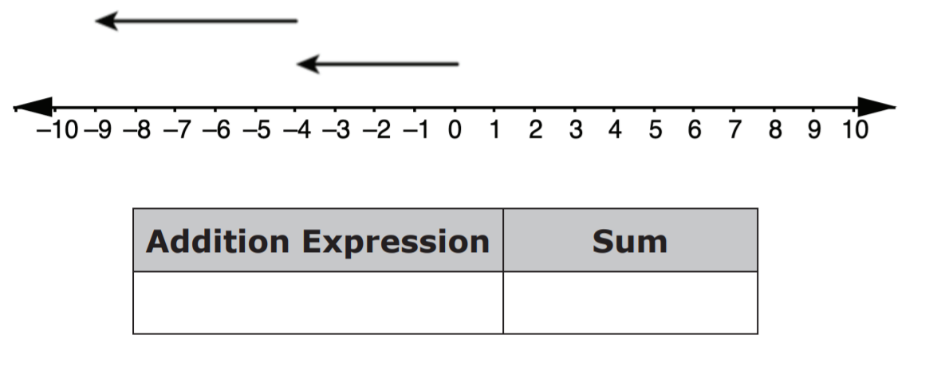 –10 –9 –8 –7 –6 –5 –4 –3 –2 –1 0 1 2 3 4 5 6 7 8 9 10
Addition Expression Sum